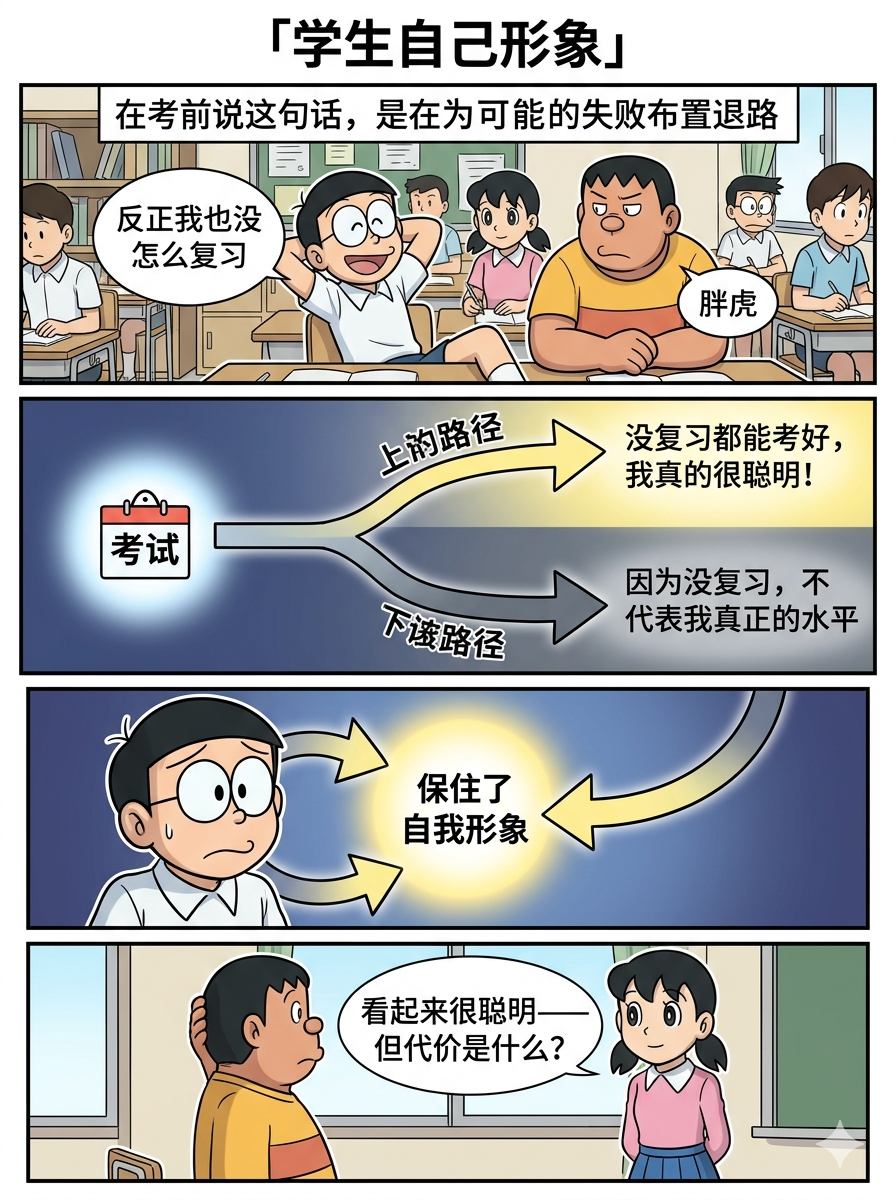 「学生自己形象」
在考前说这句话，是在为可能的失败布置退路
反正我也没
怎么复习
胖虎
上的路径
没复习都能考好，
我真的很聪明！
考试
因为没复习，不
代表我真正的水平
路径
保住了
自我形象
看起来很聪明——
但代价是什么？